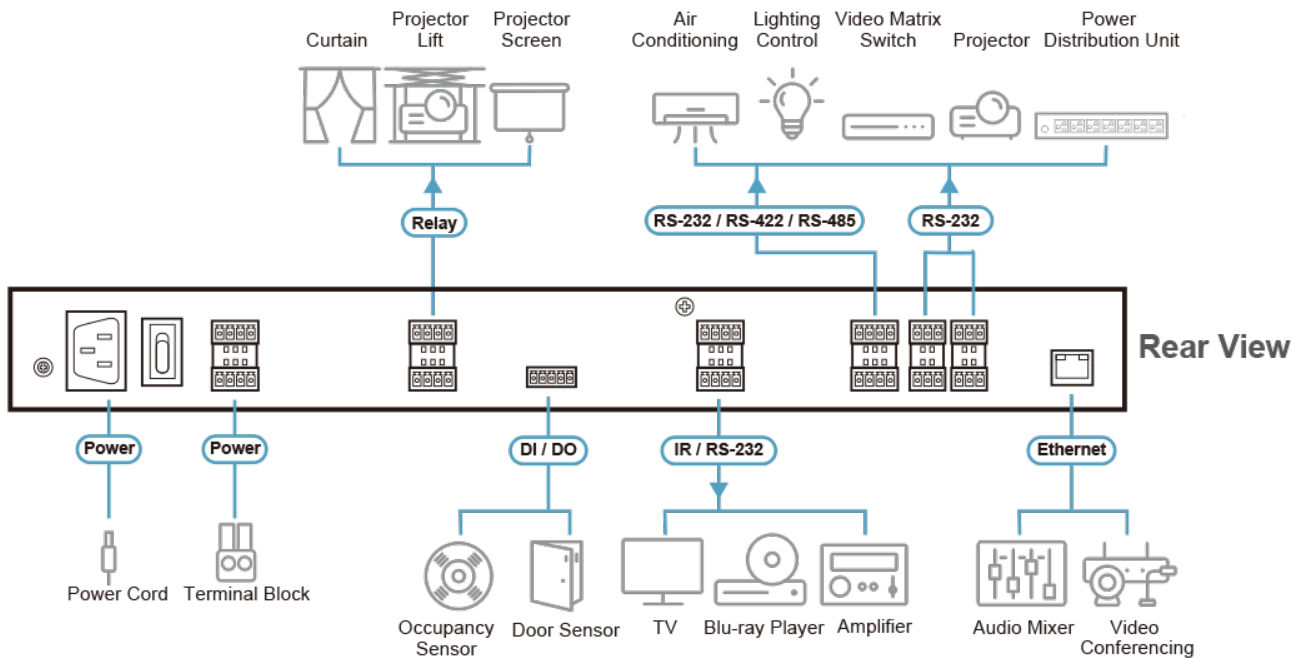 Curtain
Projector
Lift
Projector
Screen
Air
Conditioning
Lighting
Control
Video Matrix
Switch
Projector
Power
Distribution Unit
Relay
RS-232 / RS-422 / RS-485
RS-232
Rear View
Power
Power
DI / DO
IR / RS-232
Ethernet
Power Cord
Terminal Block
Occupancy
Sensor
Door Sensor
TV
Blu-ray Player
Amplifier
Audio Mixer
Video
Conferencing